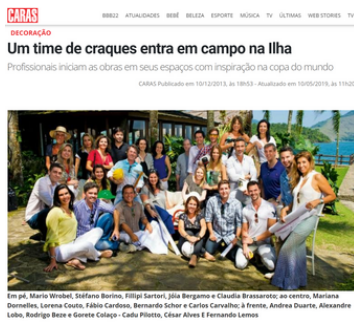 CARAS
BBB22 ATUALIDADES BEBÊ BELEZA ESPORTE MÚSICA TV ÚLTIMAS WEB STORIES TV
DECORAÇÃO
Um time de craques entra em campo na Ilha
Profissionais iniciam as obras em seus espaços com inspiração na copa do mundo
CARAS Publicado em 10/12/2013, às 18h53 - Atualizado em 10/05/2019, às 11h20
Em pé, Mario Wrobel, Stéfano Borino, Fillipi Sartori, Jóia Bergamo e Claudia Brassaroto; ao centro, Mariana
Dornelles, Lorena Couto, Fábio Cardoso, Bernardo Schor e Carlos Carvalho; à frente, Andrea Duarte, Alexandre
Lobo, Rodrigo Beze e Gorete Colaço - Cadu Pilotto, César Alves E Fernando Lemos